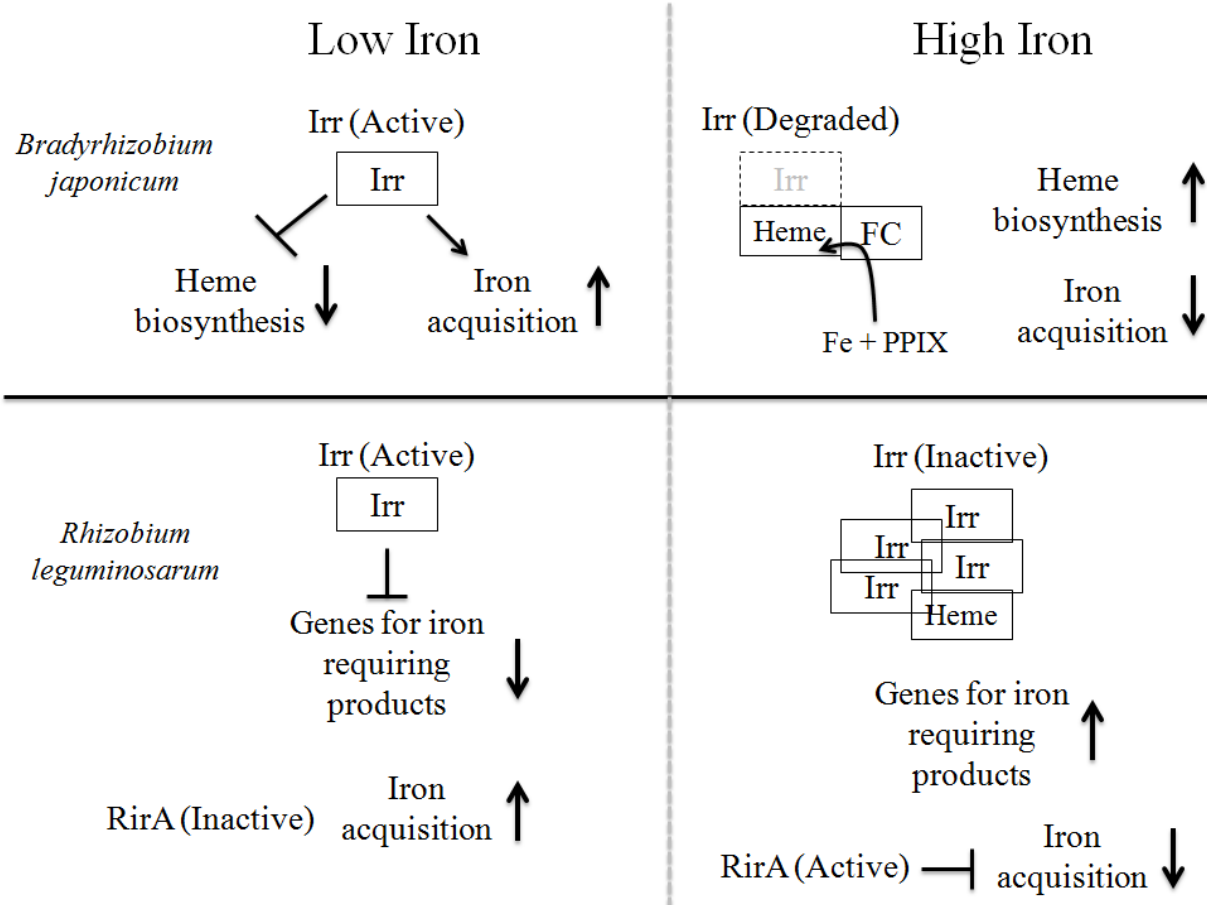 Low Iron
High Iron
Irr (Active)
Bradyrhizobium
japonicum
Irr
Heme
biosynthesis
Iron
acquisition
Irr (Degraded)
Irr
Heme
FC
Fe + PPIX
Heme
biosynthesis
Iron
acquisition
Irr (Active)
Irr
Rhizobium
leguminosarum
Genes for iron
requiring
products
RirA (Inactive)
Iron
acquisition
Irr (Inactive)
Irr
Irr
Irr
Irr
Heme
Genes for iron
requiring
products
RirA (Active)
Iron
acquisition